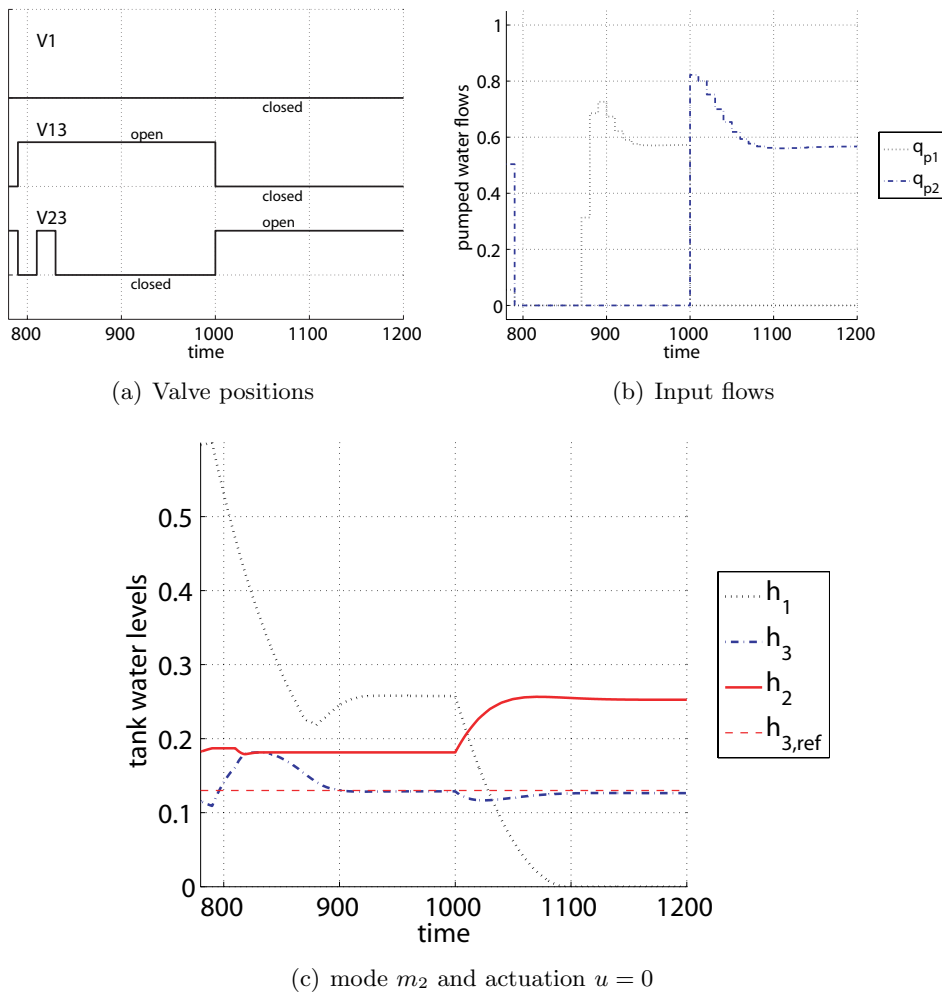 V1
closed
V13
open
closed
V23
open
closed
800 900 1000 1100 1200
time
(a) Valve positions
pumped water flows
1
0.8
0.6
0.4
0.2
0
800 900 1000 1100 1200
time
q_p1
q_p2
(b) Input flows
tank water levels
0.5
0.4
0.3
0.2
0.1
0
800 900 1000 1100 1200
time
h_1
h_3
h_2
h_3,ref
(c) mode m_2 and actuation u = 0